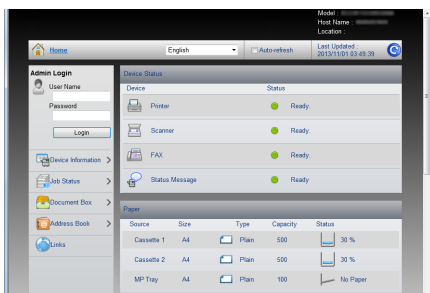 Model :
Host Name :
Location :
Home
English
Auto-refresh
Last Updated :
2013/11/01 03:49:39
Admin Login
User Name
Password
Login
Device Information
Job Status
Document Box
Address Book
Links
Device Status
Device Status
Printer Ready.
Scanner Ready.
FAX Ready.
Status Message Ready
Paper
Source Size Type Capacity Status
Cassette 1 A4 Plain 500 30 %
Cassette 2 A4 Plain 500 30 %
MP Tray A4 Plain 100 No Paper